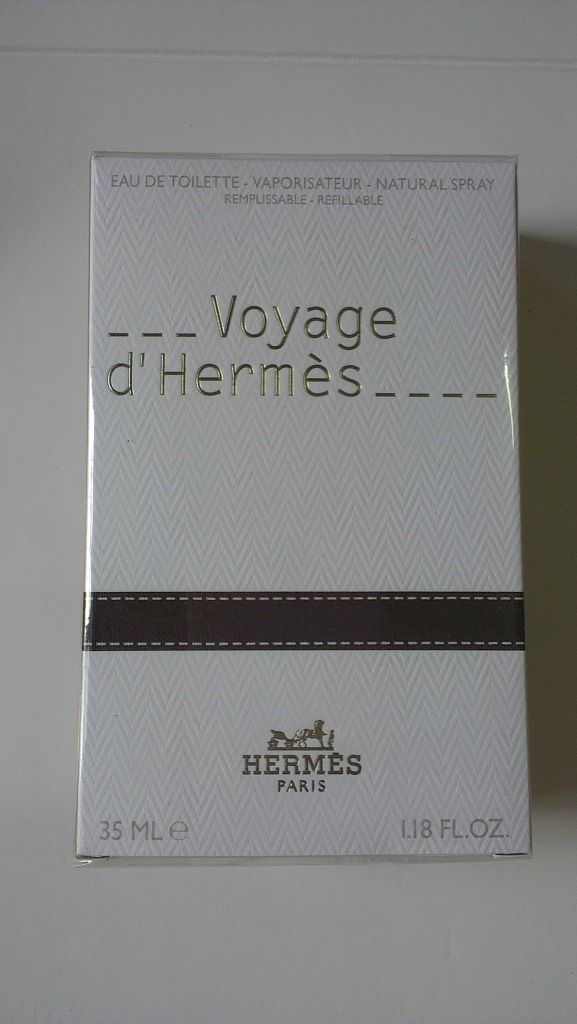 EAU DE TOILETTE - VAPORISATEUR - NATURAL SPRAY
REMPLISSABLE - REFILLABLE
___Voyage
d'Hermès____
HERMÈS
PARIS
35 ML ℮ 1.18 FL.OZ.